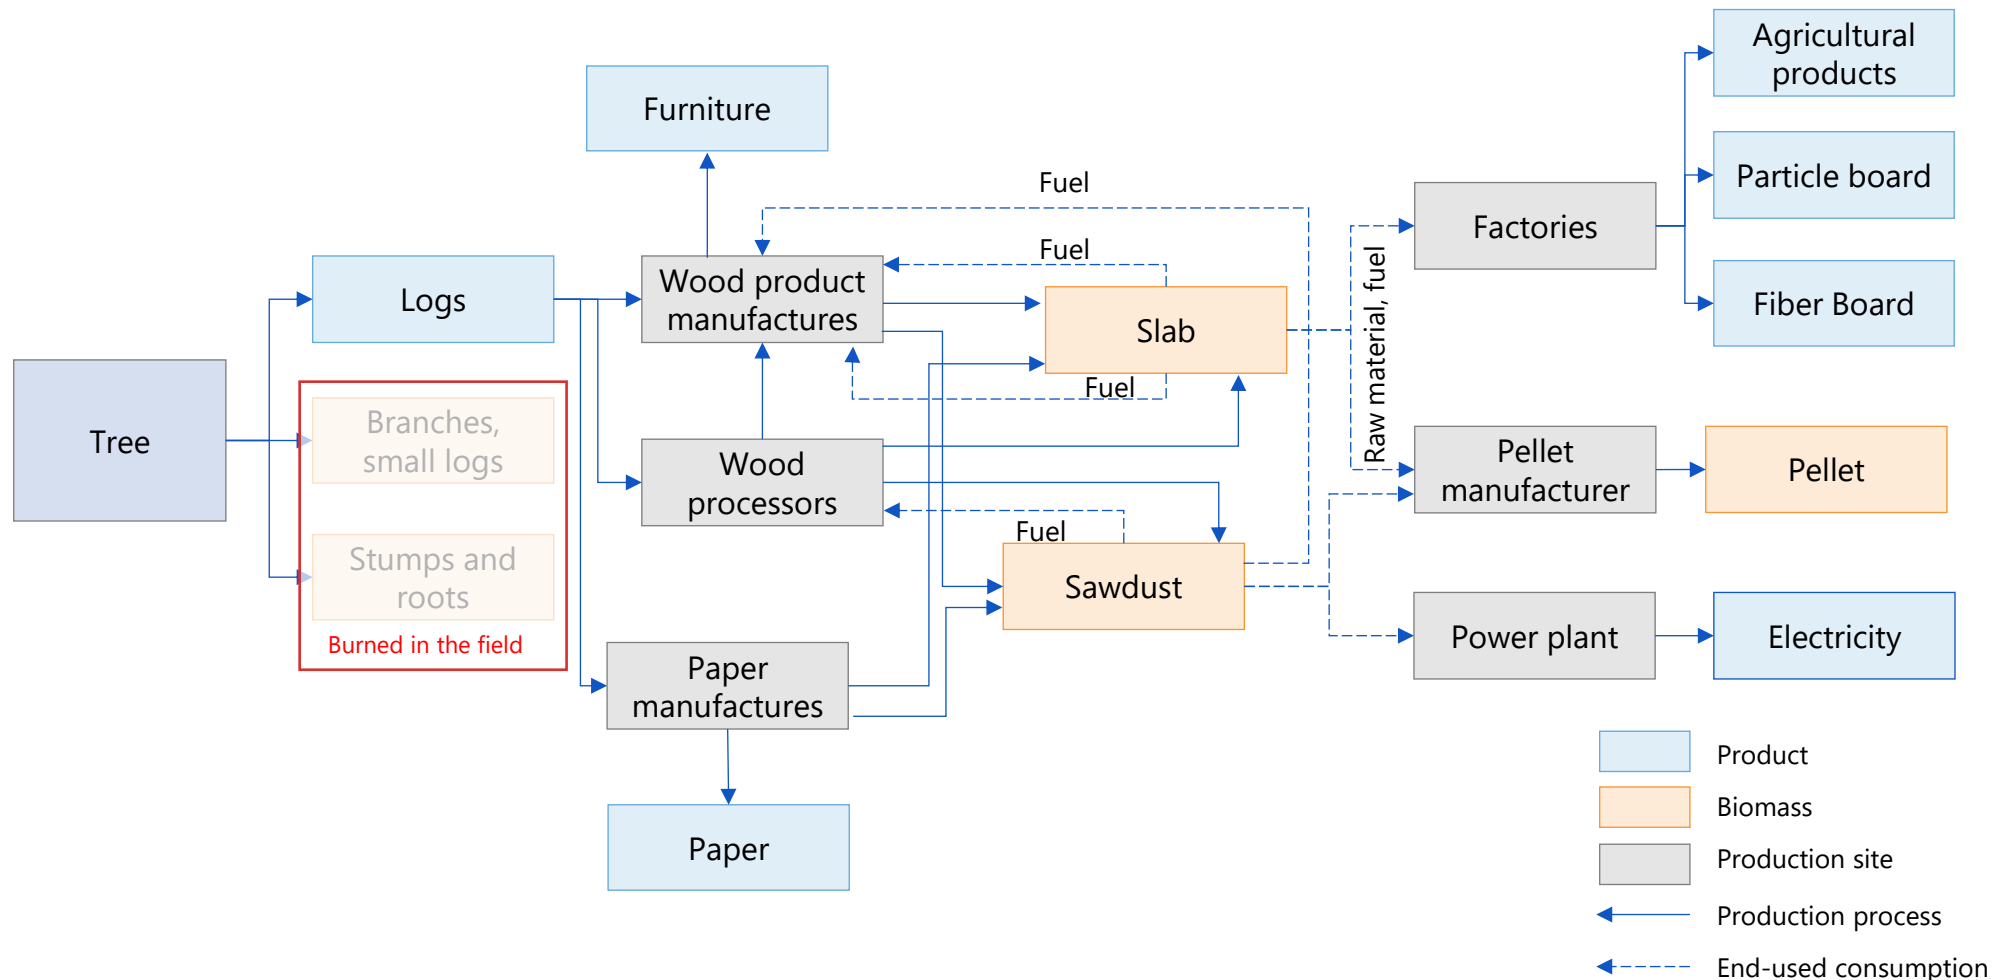 Agricultural
products
Furniture
Particle board
Fuel
Factories
Fuel
Raw material, fuel
Logs
Wood product
manufactures
Slab
Fiber Board
Fuel
Tree
Branches,
small logs
Wood
processors
Pellet
manufacturer
Pellet
Fuel
Stumps and
roots
Sawdust
Burned in the field
Power plant
Electricity
Paper
manufactures
Paper
Product
Biomass
Production site
Production process
End-used consumption